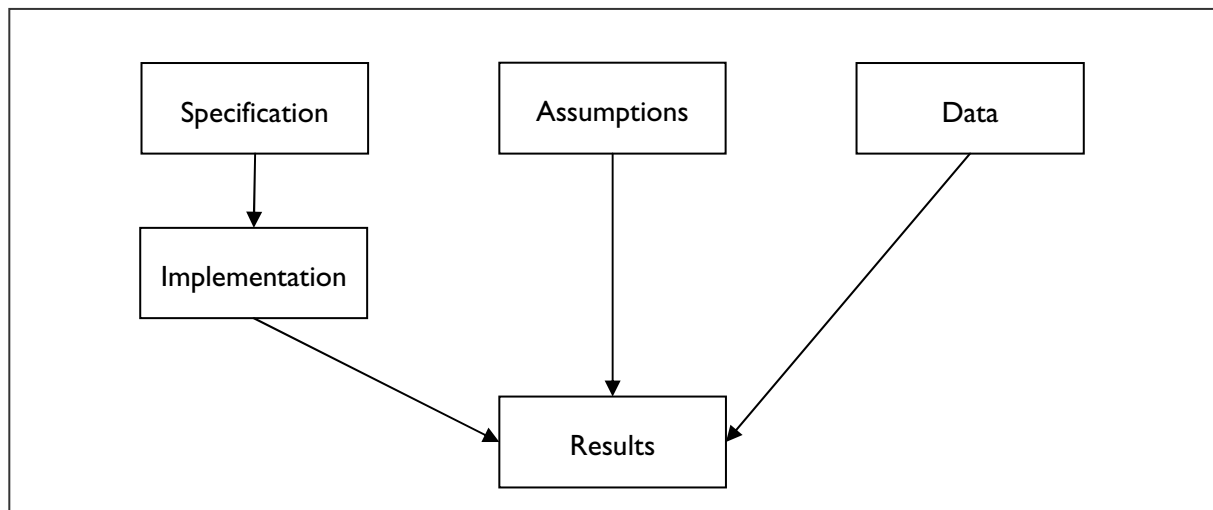 Specification
Assumptions
Data
Implementation
Results